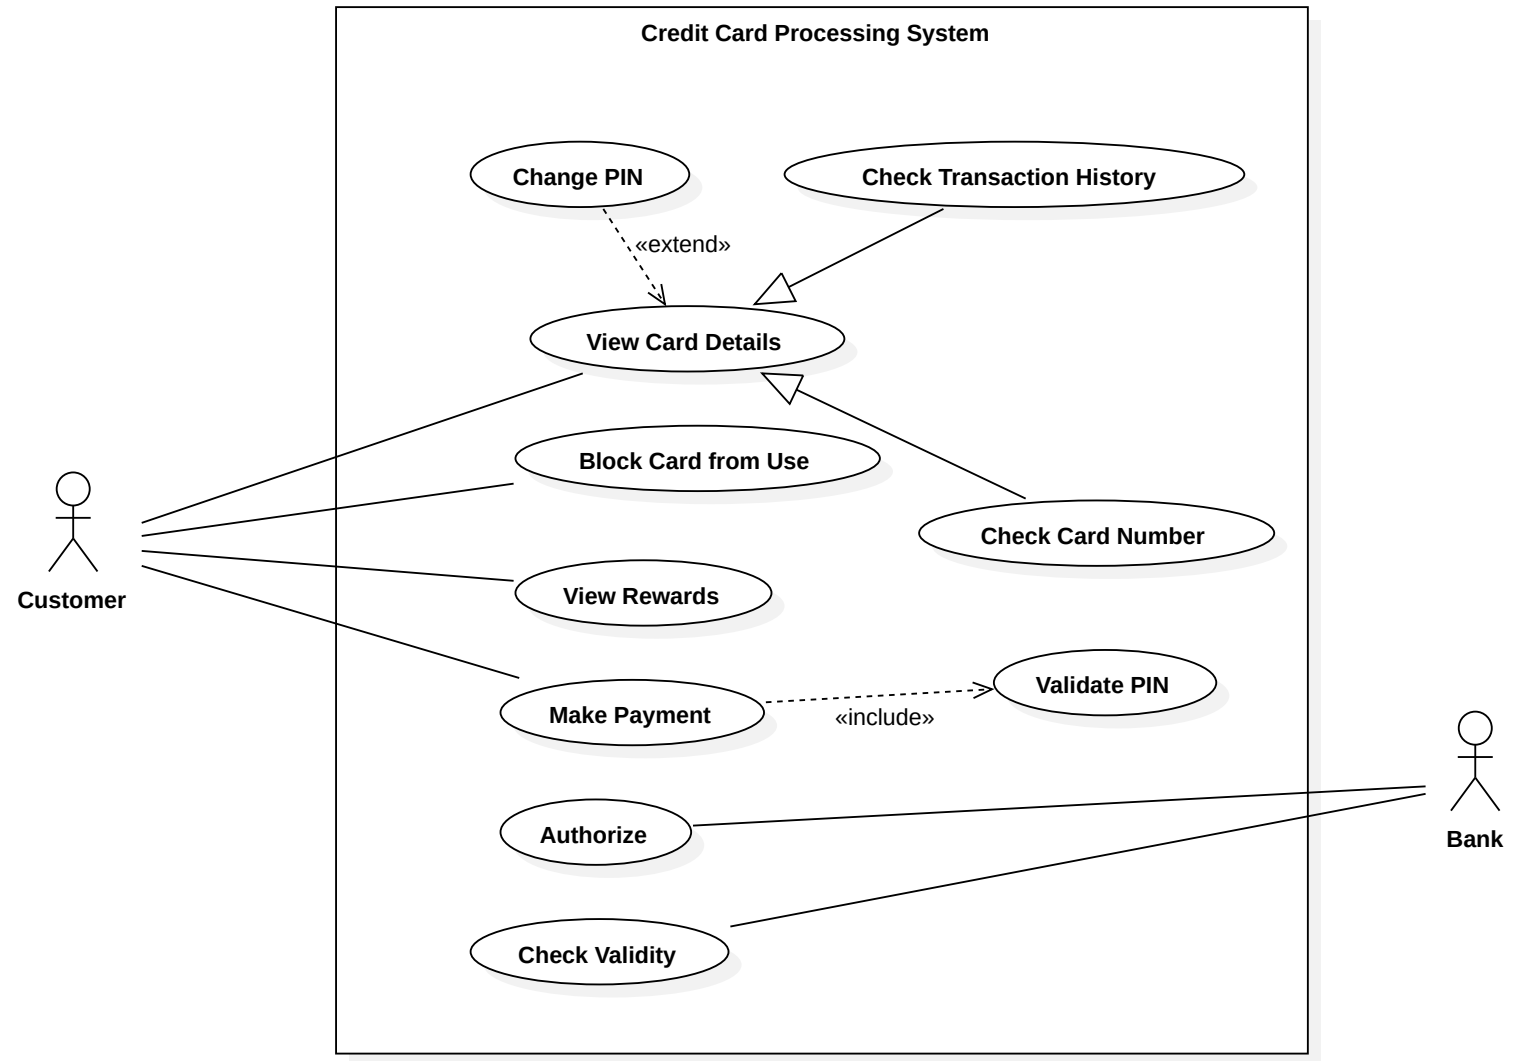 Credit Card Processing System
Change PIN
Check Transaction History
«extend»
View Card Details
Block Card from Use
Check Card Number
Customer
View Rewards
Validate PIN
Make Payment
«include»
Authorize
Bank
Check Validity